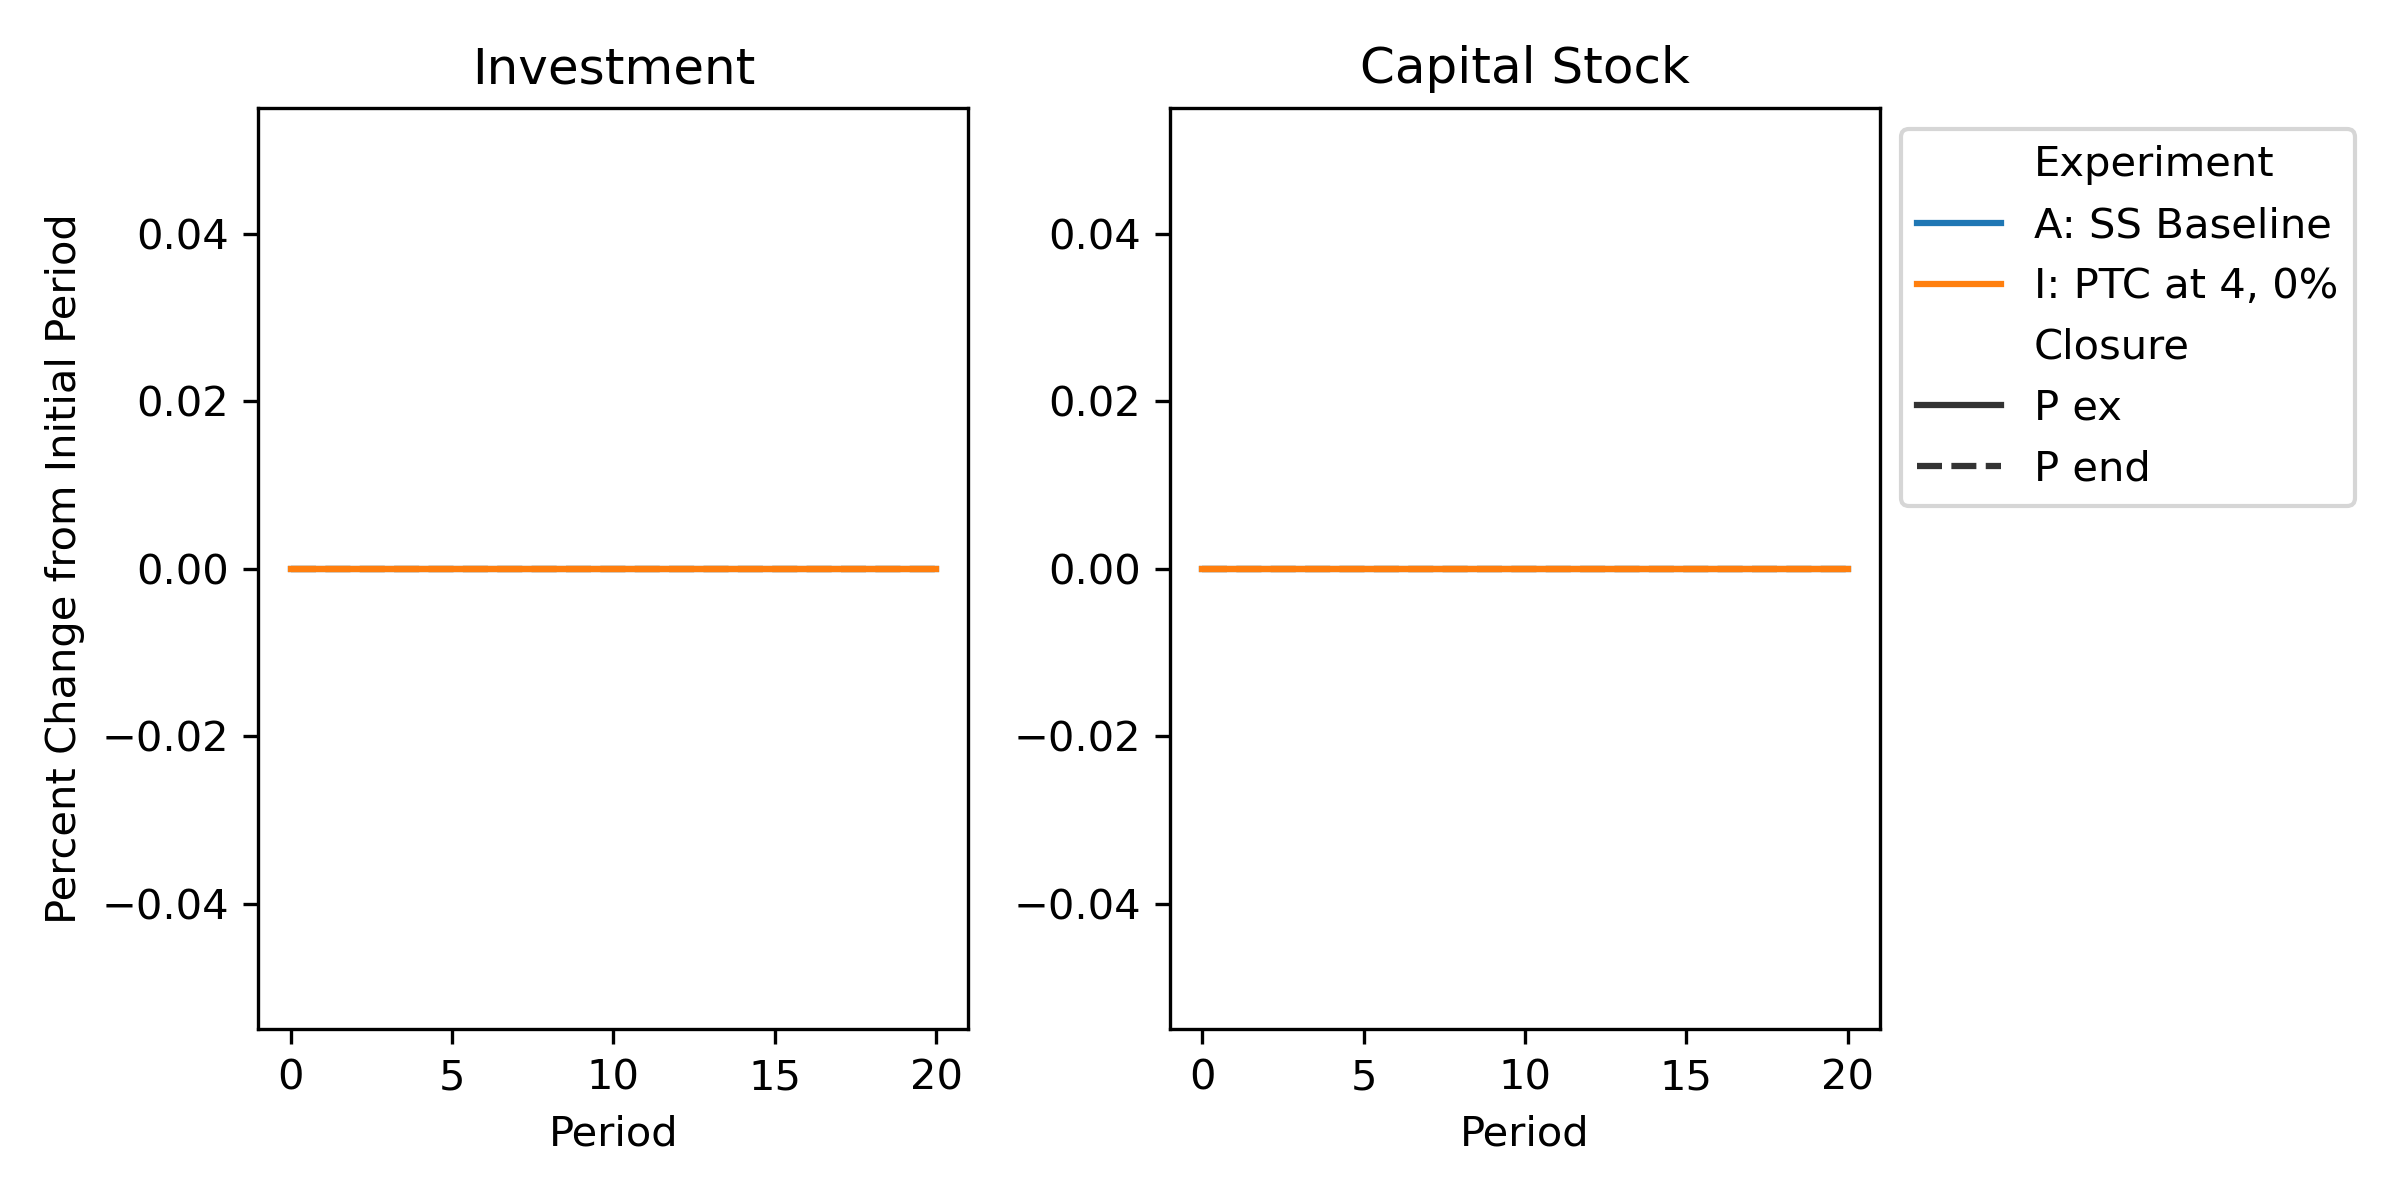 Investment
Percent Change from Initial Period
0.04
0.02
0.00
−0.02
−0.04
0 5 10 15 20
Period
Capital Stock
0.04
0.02
0.00
−0.02
−0.04
0 5 10 15 20
Period
Experiment
A: SS Baseline
I: PTC at 4, 0%
Closure
P ex
P end